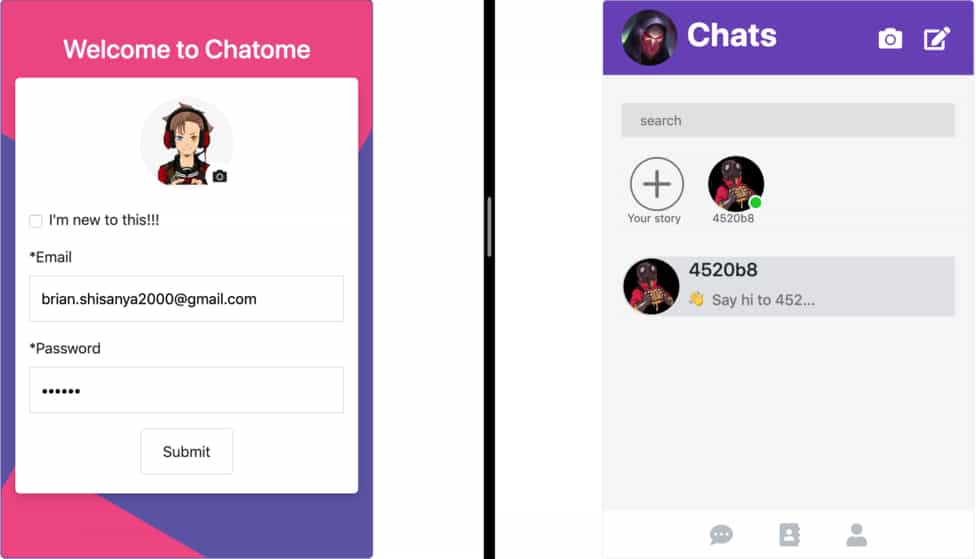 Welcome to Chatome
I'm new to this!!!
*Email
brian.shisanya2000@gmail.com
*Password
••••••
Submit
Chats
search
Your story
4520b8
4520b8
👋 Say hi to 452...